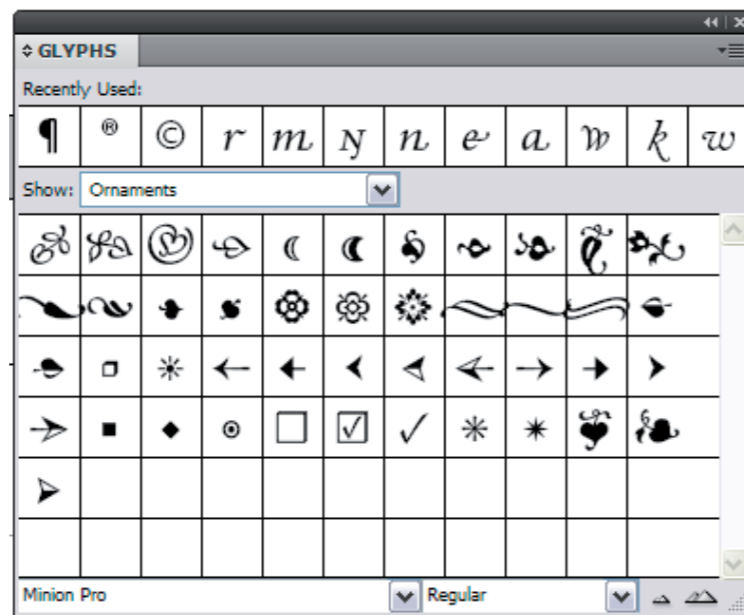 GLYPHS
Recently Used:
¶ ® © r m N n e a w k w
Show: Ornaments
Minion Pro Regular